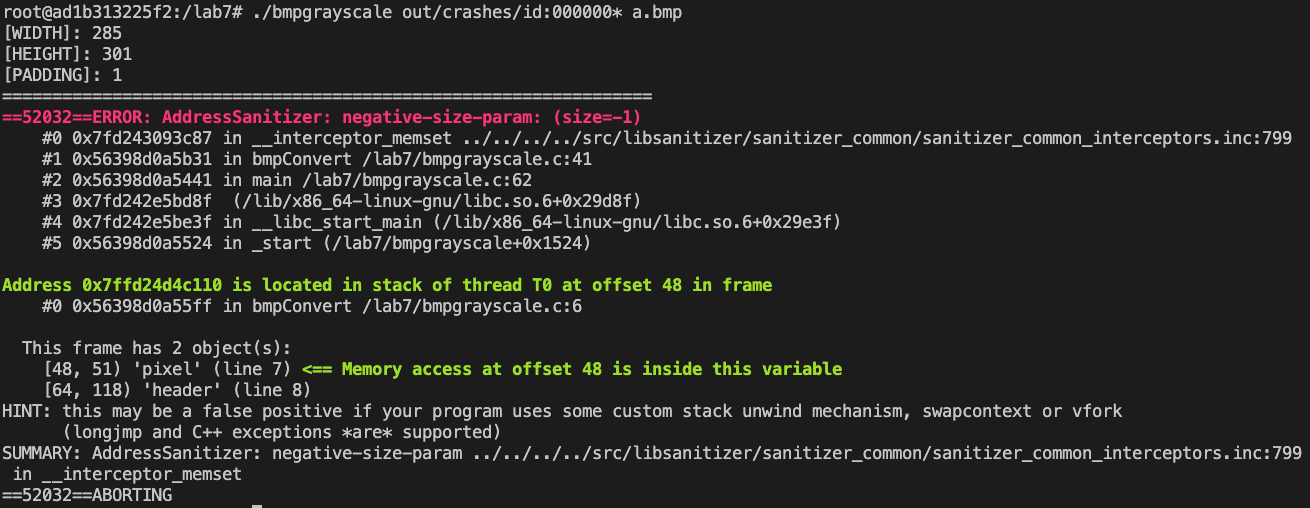 root@ad1b313225f2:/lab7# ./bmpgrayscale out/crashes/id:000000* a.bmp
[WIDTH]: 285
[HEIGHT]: 301
[PADDING]: 1
=================================================================
==52032==ERROR: AddressSanitizer: negative-size-param: (size=-1)
    #0 0x7fd243093c87 in __interceptor_memset ../../../../src/libsanitizer/sanitizer_common/sanitizer_common_interceptors.inc:799
    #1 0x56398d0a5b31 in bmpConvert /lab7/bmpgrayscale.c:41
    #2 0x56398d0a5441 in main /lab7/bmpgrayscale.c:62
    #3 0x7fd242e5bd8f  (/lib/x86_64-linux-gnu/libc.so.6+0x29d8f)
    #4 0x7fd242e5be3f in __libc_start_main (/lib/x86_64-linux-gnu/libc.so.6+0x29e3f)
    #5 0x56398d0a5524 in _start (/lab7/bmpgrayscale+0x1524)

Address 0x7ffd24d4c110 is located in stack of thread T0 at offset 48 in frame
    #0 0x56398d0a55ff in bmpConvert /lab7/bmpgrayscale.c:6

  This frame has 2 object(s):
    [48, 51) 'pixel' (line 7) <== Memory access at offset 48 is inside this variable
    [64, 118) 'header' (line 8)
HINT: this may be a false positive if your program uses some custom stack unwind mechanism, swapcontext or vfork
      (longjmp and C++ exceptions *are* supported)
SUMMARY: AddressSanitizer: negative-size-param ../../../../src/libsanitizer/sanitizer_common/sanitizer_common_interceptors.inc:799
 in __interceptor_memset
==52032==ABORTING